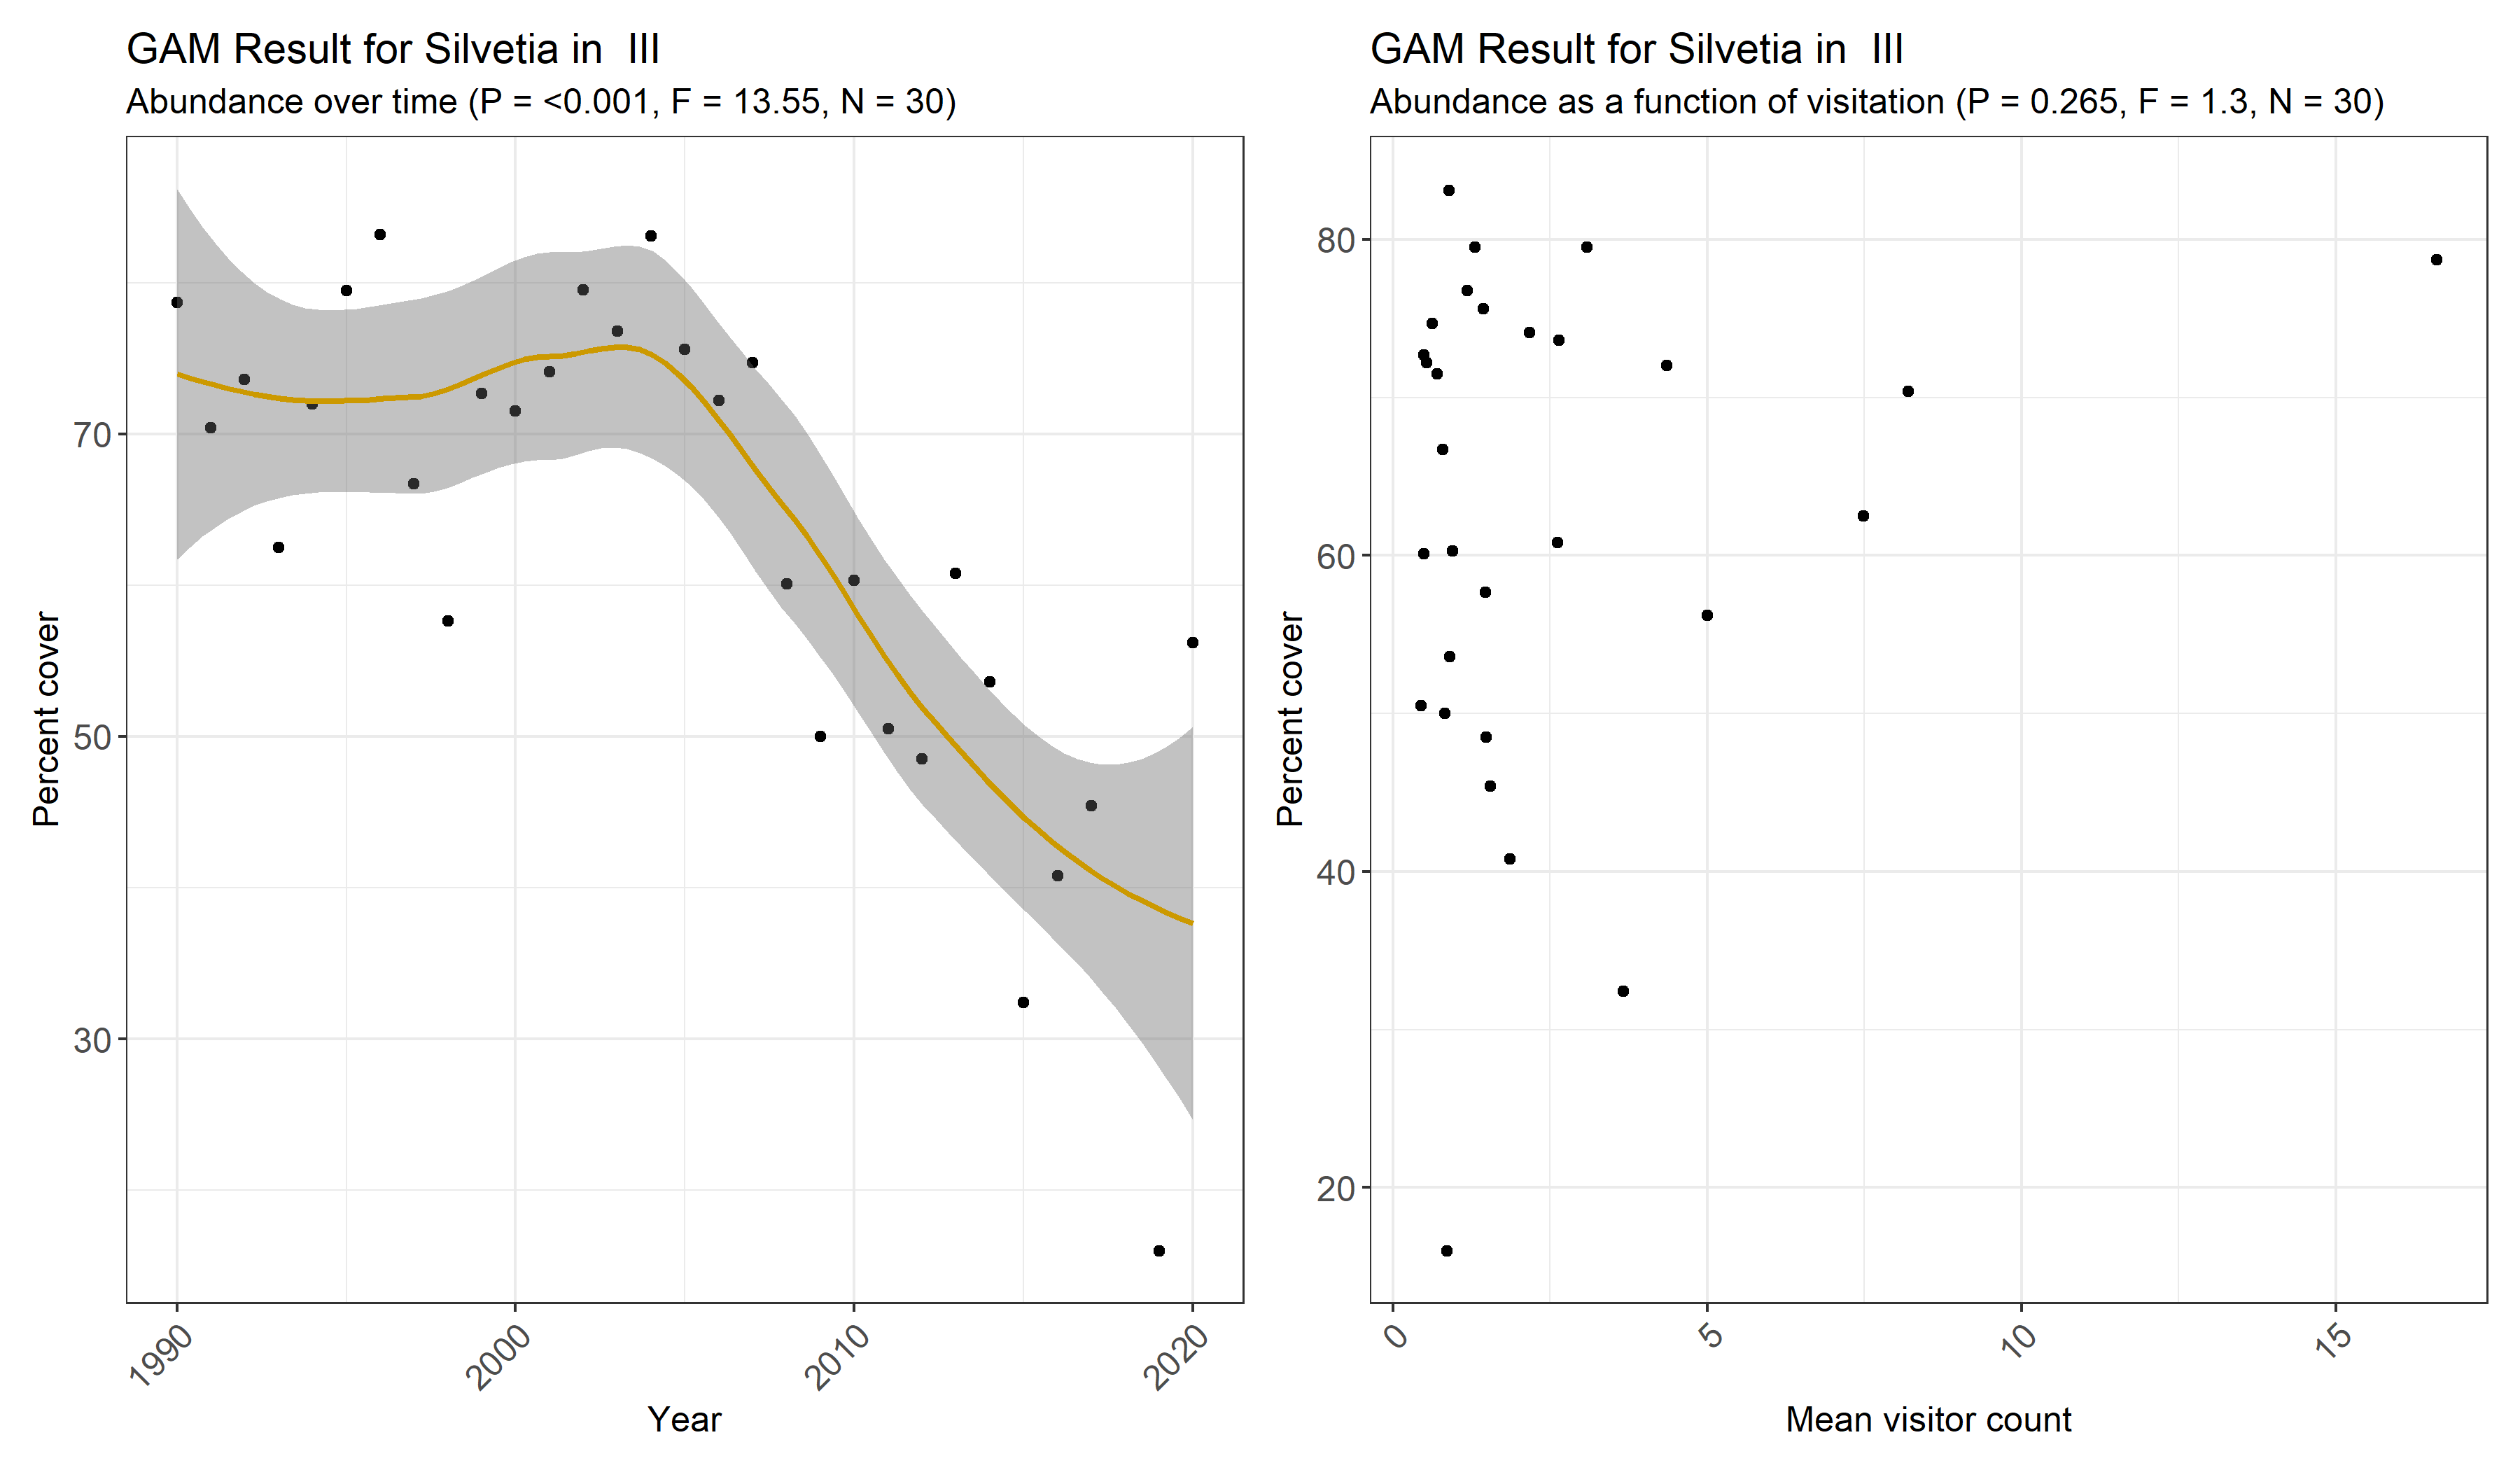 GAM Result for Silvetia in  III
Abundance over time (P = <0.001, F = 13.55, N = 30)
Percent cover
70
50
30
1990
2000
2010
2020
Year
GAM Result for Silvetia in  III
Abundance as a function of visitation (P = 0.265, F = 1.3, N = 30)
Percent cover
80
60
40
20
0
5
10
15
Mean visitor count